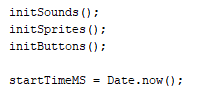 initSounds();
initSprites();
initButtons();
startTimeMS = Date.now();